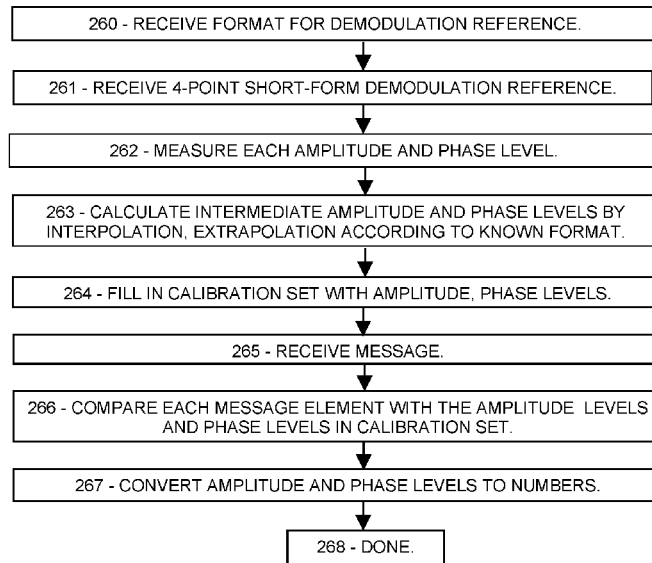 260 - RECEIVE FORMAT FOR DEMODULATION REFERENCE.
261 - RECEIVE 4-POINT SHORT-FORM DEMODULATION REFERENCE.
262 - MEASURE EACH AMPLITUDE AND PHASE LEVEL.
263 - CALCULATE INTERMEDIATE AMPLITUDE AND PHASE LEVELS BY
INTERPOLATION, EXTRAPOLATION ACCORDING TO KNOWN FORMAT.
264 - FILL IN CALIBRATION SET WITH AMPLITUDE, PHASE LEVELS.
265 - RECEIVE MESSAGE.
266 - COMPARE EACH MESSAGE ELEMENT WITH THE AMPLITUDE LEVELS
AND PHASE LEVELS IN CALIBRATION SET.
267 - CONVERT AMPLITUDE AND PHASE LEVELS TO NUMBERS.
268 - DONE.